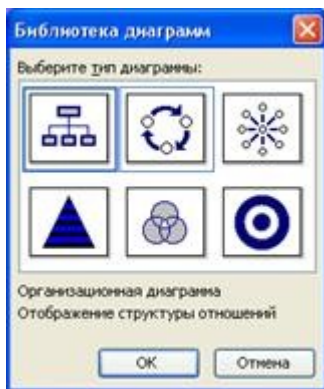 Библиотека диаграмм
Выберите тип диаграммы:
Организационная диаграмма
Отображение структуры отношений
ОК
Отмена